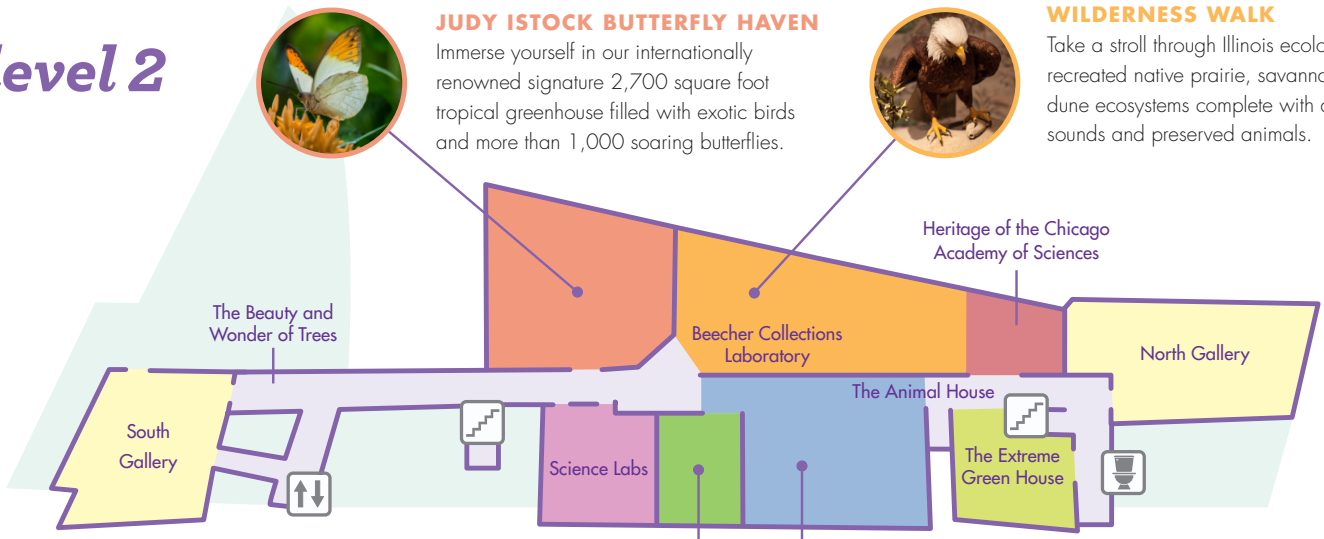 level 2
JUDY ISTOCK BUTTERFLY HAVEN
Immerse yourself in our internationally
renowned signature 2,700 square foot
tropical greenhouse filled with exotic birds
and more than 1,000 soaring butterflies.
WILDERNESS WALK
Take a stroll through Illinois
recreated native prairie,
dune ecosystems complete with
sounds and preserved animals.
Heritage of the Chicago
Academy of Sciences
The Beauty and
Wonder of Trees
Beecher Collections
Laboratory
North Gallery
The Animal House
South
Gallery
Science Labs
The Extreme
Green House